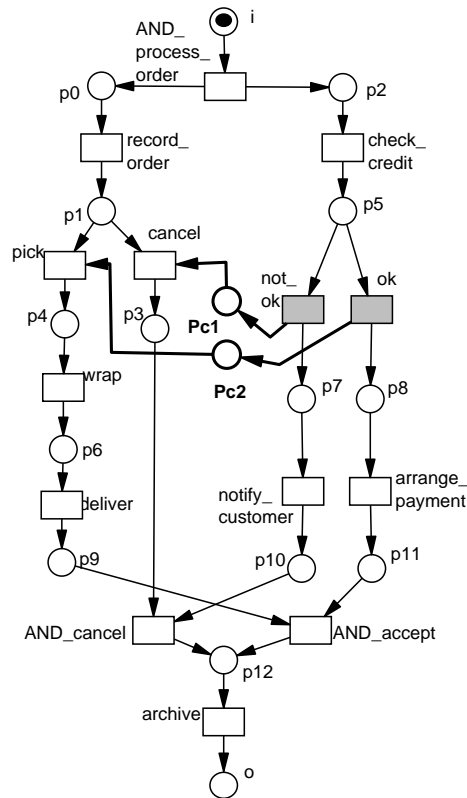 i
AND_
process_
order
p0
p2
record_
order
check_
credit
p1
p5
cancel
pick
not_
ok
ok
p4
p3
Pc1
Pc2
wrap
p7
p8
p6
deliver
notify_
customer
arrange_
payment
p9
p10
p11
AND_cancel
AND_accept
p12
archive
o